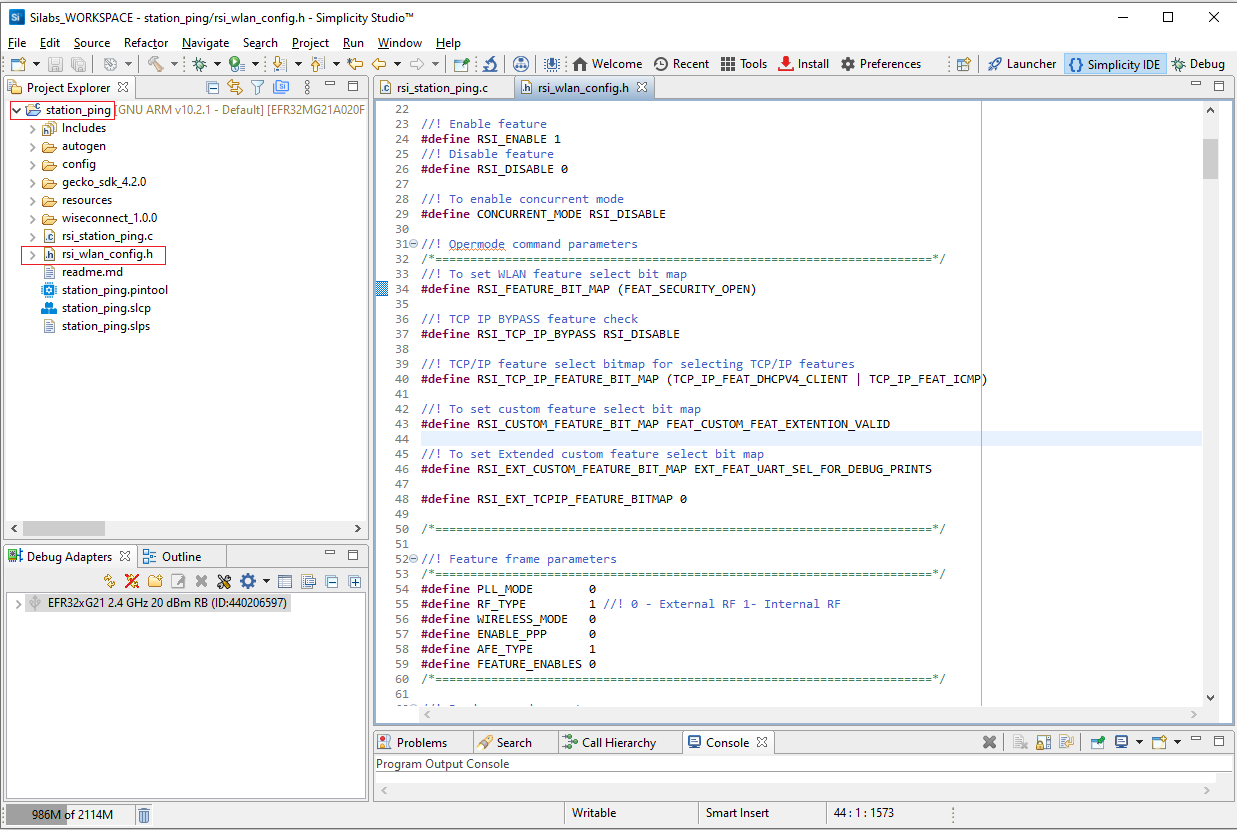 Silabs_WORKSPACE - station_ping/rsi_wlan_config.h - Simplicity Studio™
File Edit Source Refactor Navigate Search Project Run Window Help
Welcome Recent Tools Install Preferences Launcher Simplicity IDE Debug
Project Explorer
station_ping [GNU ARM v10.2.1 - Default] [EFR32MG21A020F
Includes
autogen
config
gecko_sdk_4.2.0
resources
wiseconnect_1.0.0
rsi_station_ping.c
rsi_wlan_config.h
readme.md
station_ping.pintool
station_ping.slcp
station_ping.slps
Debug Adapters
Outline
EFR32xG21 2.4 GHz 20 dBm RB (ID:440206597)
rsi_station_ping.c
rsi_wlan_config.h
22
23 //! Enable feature
24 #define RSI_ENABLE 1
25 //! Disable feature
26 #define RSI_DISABLE 0
27
28 //! To enable concurrent mode
29 #define CONCURRENT_MODE RSI_DISABLE
30
31 //! Opermode command parameters
32 /*=======================================================================*/
33 //! To set WLAN feature select bit map
34 #define RSI_FEATURE_BIT_MAP (FEAT_SECURITY_OPEN)
35
36 //! TCP IP BYPASS feature check
37 #define RSI_TCP_IP_BYPASS RSI_DISABLE
38
39 //! TCP/IP feature select bitmap for selecting TCP/IP features
40 #define RSI_TCP_IP_FEATURE_BIT_MAP (TCP_IP_FEAT_DHCPV4_CLIENT | TCP_IP_FEAT_ICMP)
41
42 //! To set custom feature select bit map
43 #define RSI_CUSTOM_FEATURE_BIT_MAP FEAT_CUSTOM_FEAT_EXTENTION_VALID
44
45 //! To set Extended custom feature select bit map
46 #define RSI_EXT_CUSTOM_FEATURE_BIT_MAP EXT_FEAT_UART_SEL_FOR_DEBUG_PRINTS
47
48 #define RSI_EXT_TCPIP_FEATURE_BITMAP 0
49
50 /*=======================================================================*/
51
52 //! Feature frame parameters
53 /*=======================================================================*/
54 #define PLL_MODE 0
55 #define RF_TYPE 1 //! 0 - External RF 1- Internal RF
56 #define WIRELESS_MODE 0
57 #define ENABLE_PPP 0
58 #define AFE_TYPE 1
59 #define FEATURE_ENABLES 0
60 /*=======================================================================*/
61
Problems
Search
Call Hierarchy
Console
Program Output Console
986M of 2114M
Writable
Smart Insert
44 : 1 : 1573